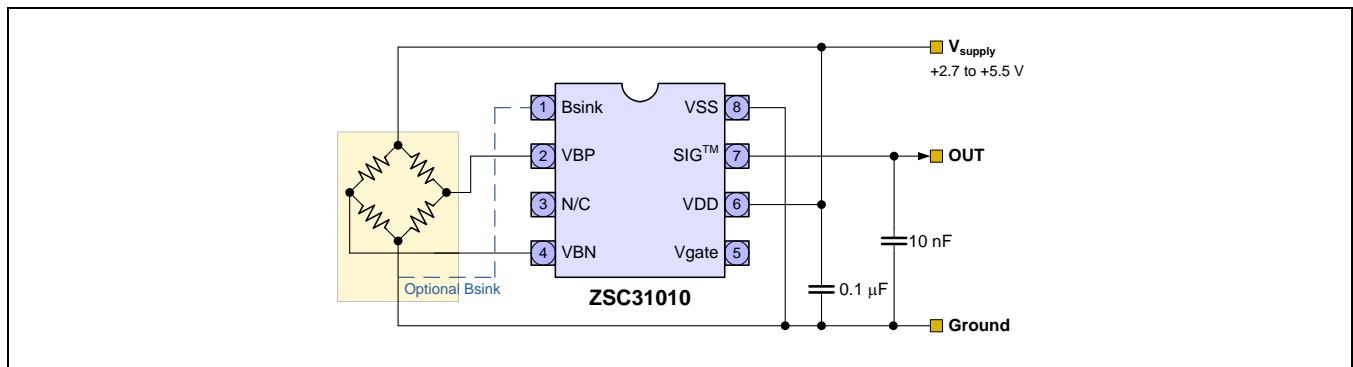 Vsupply
+2.7 to +5.5 V
1 Bsink VSS 8
2 VBP SIG™ 7 OUT
3 N/C VDD 6
4 VBN Vgate 5
10 nF
Optional Bsink
0.1 μF
ZSC31010
Ground